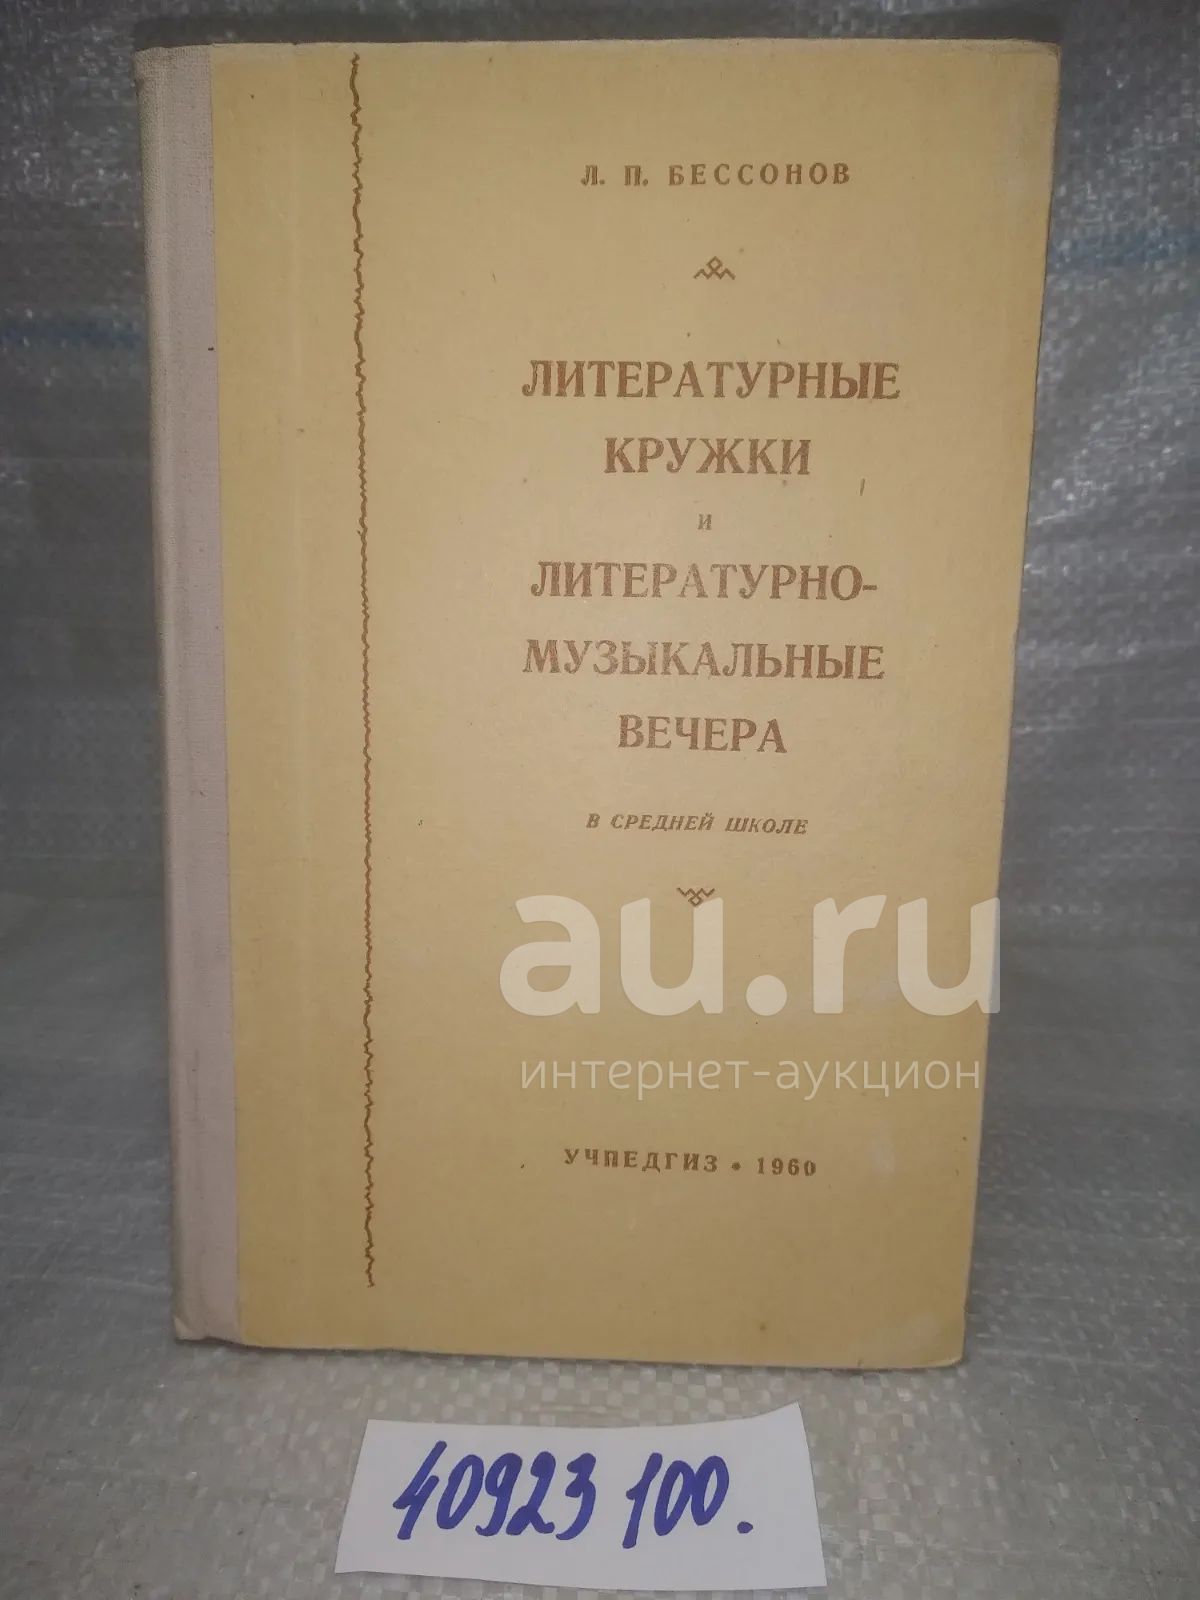 Л. П. БЕССОНОВ
ЛИТЕРАТУРНЫЕ
КРУЖКИ
И
ЛИТЕРАТУРНО-
МУЗЫКАЛЬНЫЕ
ВЕЧЕРА
В СРЕДНЕЙ ШКОЛЕ
au.ru
интернет-аукцион
УЧПЕДГИЗ • 1960
40923 100.